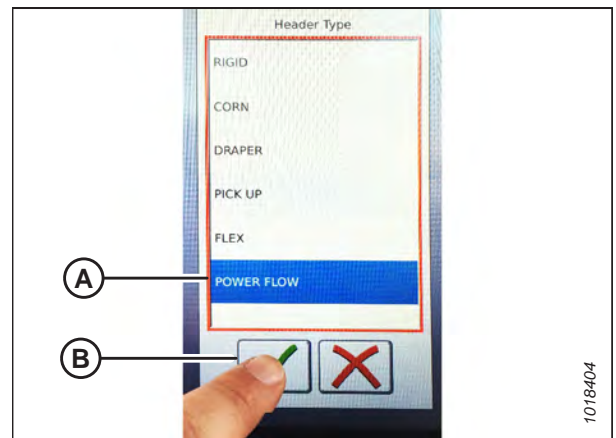 Header Type
RIGID
CORN
DRAPER
PICK UP
FLEX
A
POWER FLOW
B
1018404